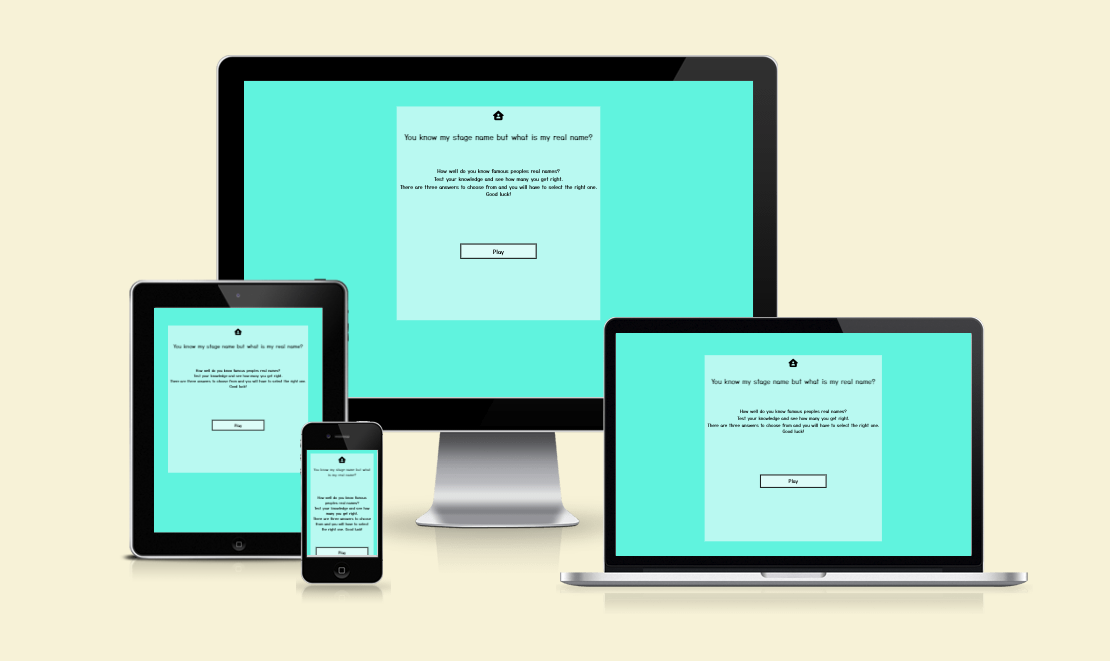 You know my stage name but what is my real name?
How well do you know famous peoples real names?
Test your knowledge and see how many you get right.
There are three answers to choose from and you will have to select the right one.
Good luck!
Play
You know my stage name but what is my real name?
How well do you know famous peoples real names?
Test your knowledge and see how many you get right.
There are three answers to choose from and you will have to select the right one.
Good luck!
Play
You know my stage name but what
is my real name?
How well do you know famous
peoples real names?
Test your knowledge and see how
many you get right.
There are three answers to choose
from and you will have to select
the right one. Good luck!
Play
You know my stage name but what is my real name?
How well do you know famous peoples real names?
Test your knowledge and see how many you get right.
There are three answers to choose from and you will have to select the right one.
Good luck!
Play